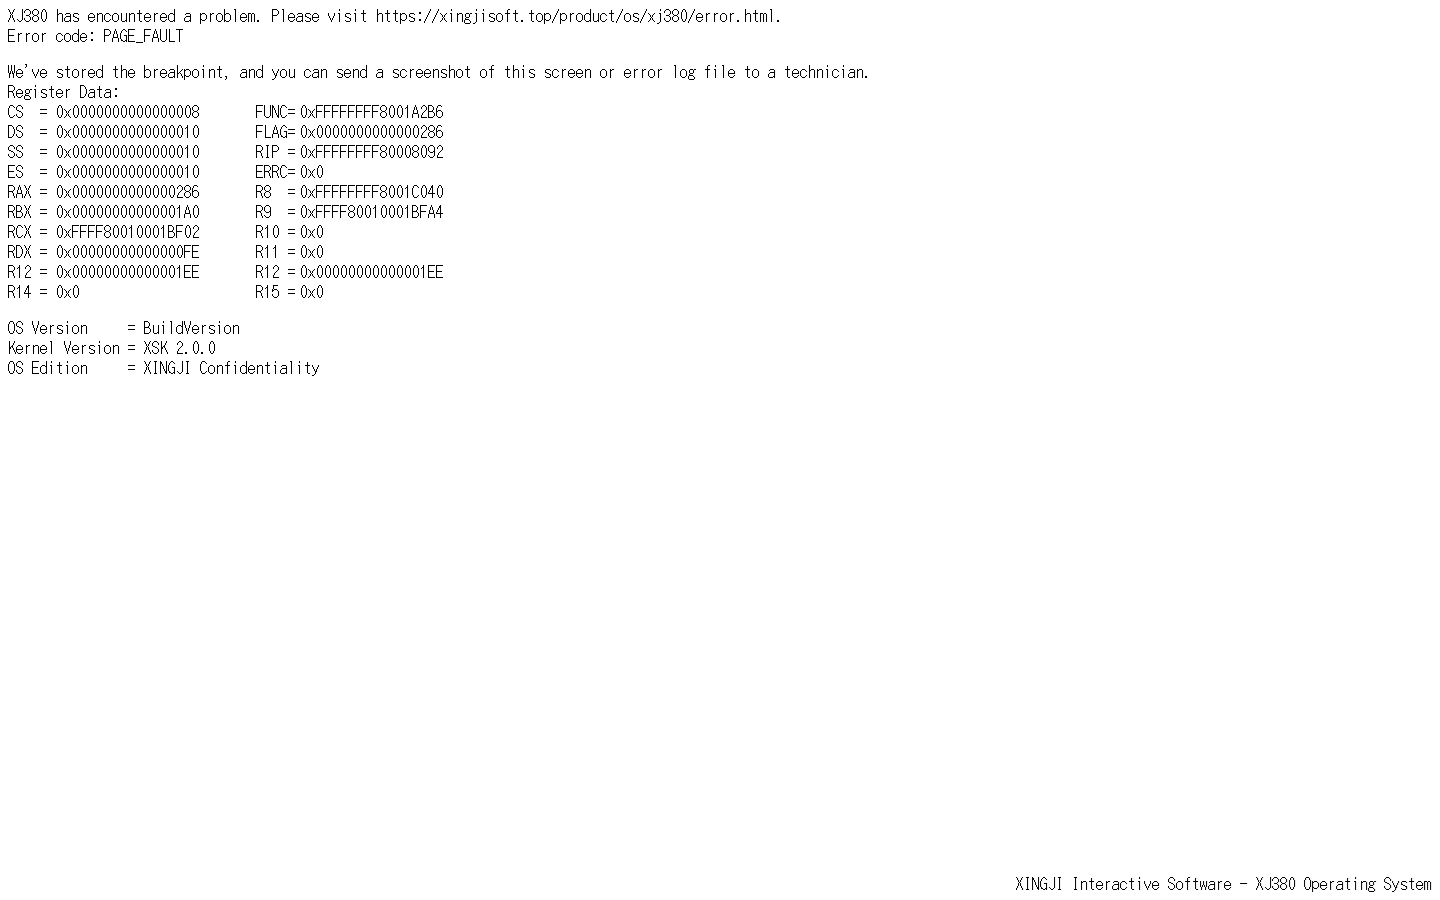 XJ380 has encountered a problem. Please visit https://xingjisoft.top/product/os/xj380/error.html.
Error code: PAGE_FAULT
We've stored the breakpoint, and you can send a screenshot of this screen or error log file to a technician.
Register Data:
CS = 0x0000000000000008 FUNC= 0xFFFFFFFF8001A2B6
DS = 0x0000000000000010 FLAG= 0x0000000000000286
SS = 0x0000000000000010 RIP = 0xFFFFFFFF80008092
ES = 0x0000000000000010 ERRC= 0x0
RAX = 0x0000000000000286 R8 = 0xFFFFFFFF8001C040
RBX = 0x00000000000001A0 R9 = 0xFFFF80010001BFA4
RCX = 0xFFFF80010001BF02 R10 = 0x0
RDX = 0x00000000000000FE R11 = 0x0
R12 = 0x00000000000001EE R12 = 0x00000000000001EE
R14 = 0x0 R15 = 0x0
OS Version = BuildVersion
Kernel Version = XSK 2.0.0
OS Edition = XINGJI Confidentiality
XINGJI Interactive Software - XJ380 Operating System